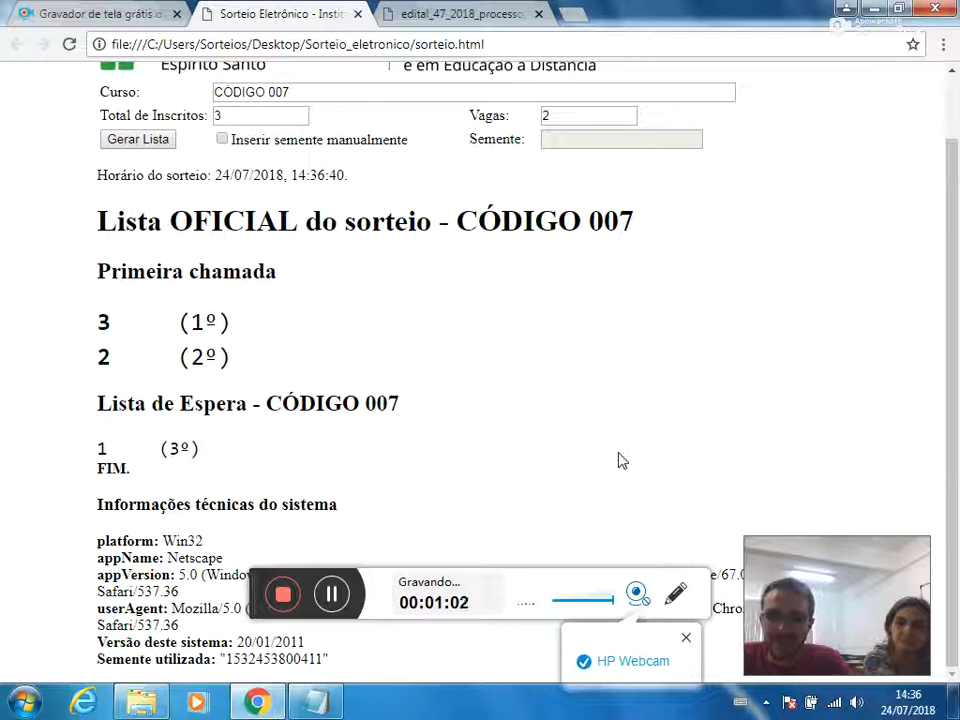 Gravador de tela grátis o
Sorteio Eletrônico - Insti
edital_47_2018_processo_
Apowersoft
file:///C:/Users/Sorteios/Desktop/Sorteio_eletronico/sorteio.html
Espírito Santo
e em Educação a Distância
Curso: CÓDIGO 007
Total de Inscritos: 3 Vagas: 2
Gerar Lista Inserir semente manualmente Semente:
Horário do sorteio: 24/07/2018, 14:36:40.
Lista OFICIAL do sorteio - CÓDIGO 007
Primeira chamada
3 (1º)
2 (2º)
Lista de Espera - CÓDIGO 007
1 (3º)
FIM.
Informações técnicas do sistema
platform: Win32
appName: Netscape
appVersion: 5.0 (Windo
e/67.0
Safari/537.36
userAgent: Mozilla/5.0 (
Chrom
Safari/537.36
Versão deste sistema: 20/01/2011
Semente utilizada: "1532453800411"
Gravando...
00:01:02
HP Webcam
14:36
24/07/2018